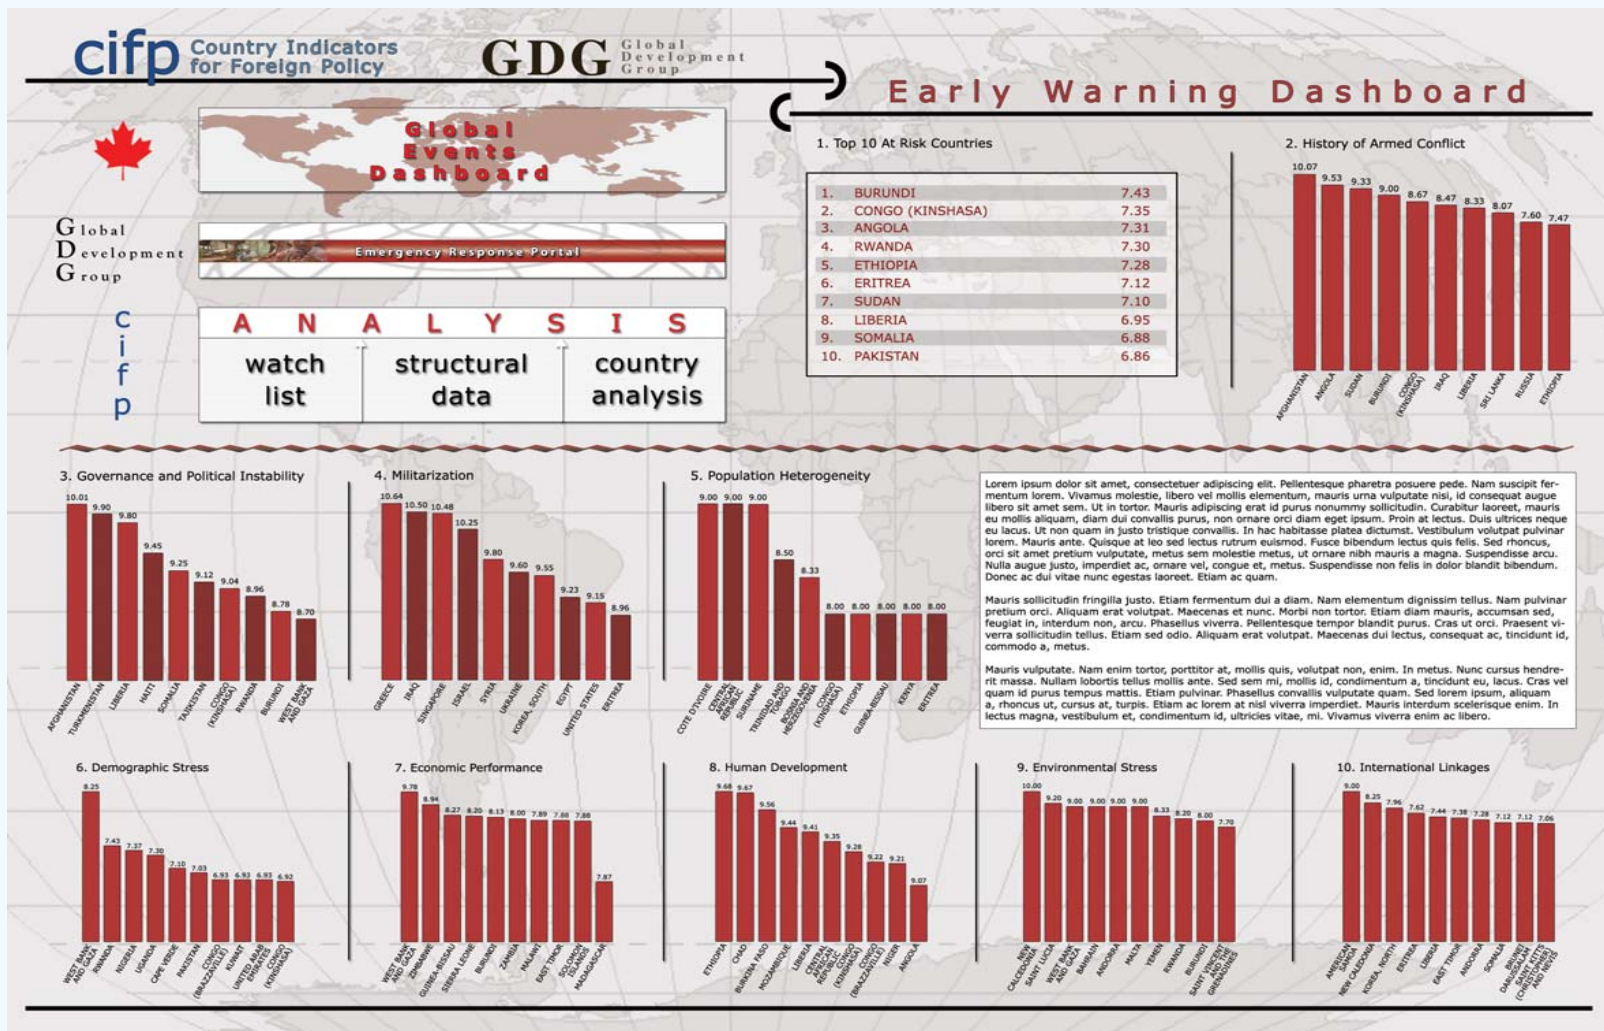 cifp Country Indicators
for Foreign Policy
GDG Global
Development
Group
Early Warning Dashboard
Global
Events
Dashboard
Global
Development
Group
Emergency Response Portal
cifp
ANALYSIS
watch
list
structural
data
country
analysis
1. Top 10 At Risk Countries
1. BURUNDI 7.43
2. CONGO (KINSHASA) 7.35
3. ANGOLA 7.31
4. RWANDA 7.30
5. ETHIOPIA 7.28
6. ERITREA 7.12
7. SUDAN 7.10
8. LIBERIA 6.95
9. SOMALIA 6.88
10. PAKISTAN 6.86
2. History of Armed Conflict
10.07 9.53 9.33 9.00 8.67 8.47 8.33 8.07 7.60 7.47
AFGHANISTAN ANGOLA SUDAN BURUNDI CONGO (KINSHASA) IRAQ LIBERIA SRI LANKA RUSSIA ETHIOPIA
3. Governance and Political Instability
10.01 9.90 9.80 9.45 9.25 9.12 9.04 8.96 8.78 8.70
AFGHANISTAN TURKMENISTAN LIBERIA HAITI SOMALIA TAJIKISTAN CONGO (KINSHASA) RWANDA BURUNDI WEST BANK AND GAZA
4. Militarization
10.64 10.50 10.48 10.25 9.80 9.60 9.55 9.23 9.15 8.96
GREECE IRAQ SINGAPORE ISRAEL SYRIA UKRAINE KOREA, SOUTH EGYPT UNITED STATES ERITREA
5. Population Heterogeneity
9.00 9.00 9.00 8.50 8.33 8.00 8.00 8.00 8.00 8.00
COTE D'IVOIRE CENTRAL AFRICAN REPUBLIC SURINAME TRINIDAD AND TOBAGO BOSNIA AND HERZEGOVINA CONGO (KINSHASA) ETHIOPIA GUINEA-BISSAU KENYA ERITREA
Lorem ipsum dolor sit amet, consectetuer adipiscing elit. Pellentesque pharetra posuere pede. Nam suscipit fer-
mentum lorem. Vivamus molestie, libero vel mollis elementum, mauris urna vulputate nisi, id consequat augue
libero sit amet sem. Ut in tortor. Mauris adipiscing erat id purus nonummy sollicitudin. Curabitur laoreet, mauris
eu mollis aliquam, diam dui convallis purus, non ornare orci diam eget ipsum. Proin at lectus. Duis ultrices neque
eu lacus. Ut non quam in justo tristique convallis. In hac habitasse platea dictumst. Vestibulum volutpat pulvinar
lorem. Mauris ante. Quisque at leo sed lectus rutrum euismod. Fusce bibendum lectus quis felis. Sed rhoncus,
orci sit amet pretium vulputate, metus sem molestie metus, ut ornare nibh mauris a magna. Suspendisse arcu.
Nulla augue justo, imperdiet ac, ornare vel, congue et, metus. Suspendisse non felis in dolor blandit bibendum.
Donec ac dui vitae nunc egestas laoreet. Etiam ac quam.
Mauris sollicitudin fringilla justo. Etiam fermentum dui a diam. Nam elementum dignissim tellus. Nam pulvinar
pretium orci. Aliquam erat volutpat. Maecenas et nunc. Morbi non tortor. Etiam diam mauris, accumsan sed,
feugiat in, interdum non, arcu. Phasellus viverra. Pellentesque tempor blandit purus. Cras ut orci. Praesent vi-
verra sollicitudin tellus. Etiam sed odio. Aliquam erat volutpat. Maecenas dui lectus, consequat ac, tincidunt id,
commodo a, metus.
Mauris vulputate. Nam enim tortor, porttitor at, mollis quis, volutpat non, enim. In metus. Nunc cursus hendre-
rit massa. Nullam lobortis tellus mollis ante. Sed sem mi, mollis id, condimentum a, tincidunt eu, lacus. Cras vel
quam id purus tempus mattis. Etiam pulvinar. Phasellus convallis vulputate quam. Sed lorem ipsum, aliquam
a, rhoncus ut, cursus at, turpis. Etiam ac lorem at nisl viverra imperdiet. Mauris interdum scelerisque enim. In
lectus magna, vestibulum et, condimentum id, ultricies vitae, mi. Vivamus viverra enim ac libero.
6. Demographic Stress
8.25 7.43 7.37 7.30 7.10 7.03 6.93 6.93 6.93 6.92
WEST BANK AND GAZA RWANDA NIGERIA UGANDA CAPE VERDE PAKISTAN CONGO (BRAZZAVILLE) KUWAIT UNITED ARAB EMIRATES CONGO (KINSHASA)
7. Economic Performance
9.78 8.94 8.27 8.20 8.13 8.00 7.89 7.88 7.88 7.87
WEST BANK AND GAZA ZIMBABWE GUINEA-BISSAU SIERRA LEONE BURUNDI ZAMBIA MALAWI EAST TIMOR SOLOMON ISLANDS MADAGASCAR
8. Human Development
9.68 9.67 9.56 9.44 9.41 9.35 9.28 9.22 9.21 9.07
ETHIOPIA CHAD BURKINA FASO MOZAMBIQUE LIBERIA CENTRAL AFRICAN REPUBLIC CONGO (KINSHASA) CONGO (BRAZZAVILLE) NIGER ANGOLA
9. Environmental Stress
10.00 9.20 9.00 9.00 9.00 9.00 8.33 8.20 8.00 7.70
NEW CALEDONIA SAINT LUCIA WEST BANK AND GAZA BAHRAIN ANDORRA MALTA YEMEN RWANDA BURUNDI SAINT VINCENT AND THE GRENADINES
10. International Linkages
9.00 8.25 7.96 7.62 7.44 7.38 7.28 7.12 7.12 7.06
AMERICAN SAMOA NEW CALEDONIA KOREA, NORTH ERITREA LIBERIA EAST TIMOR ANDORRA SOMALIA BRUNEI DARUSSALAM SAINT KITTS (CHRISTOPHER) AND NEVIS